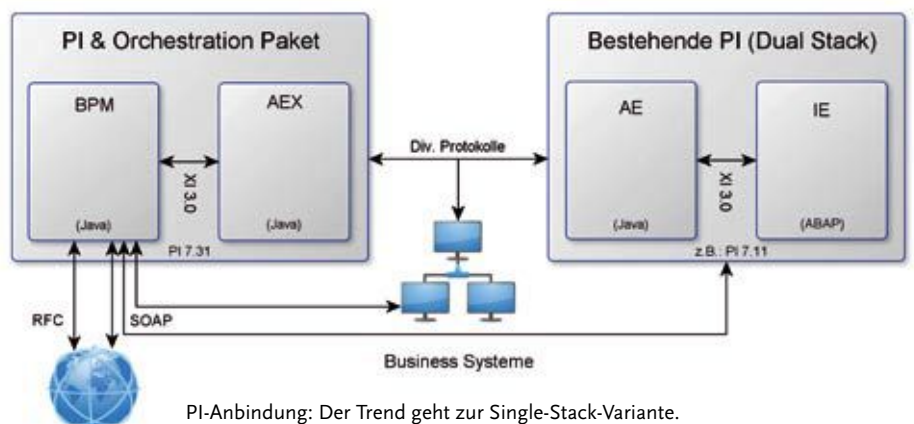 PI & Orchestration Paket
BPM
(Java)
XI 3.0
AEX
(Java)
PI 7.31
Div. Protokolle
Bestehende PI (Dual Stack)
AE
(Java)
XI 3.0
IE
(ABAP)
z.B.: PI 7.11
RFC
SOAP
Business Systeme
PI-Anbindung: Der Trend geht zur Single-Stack-Variante.